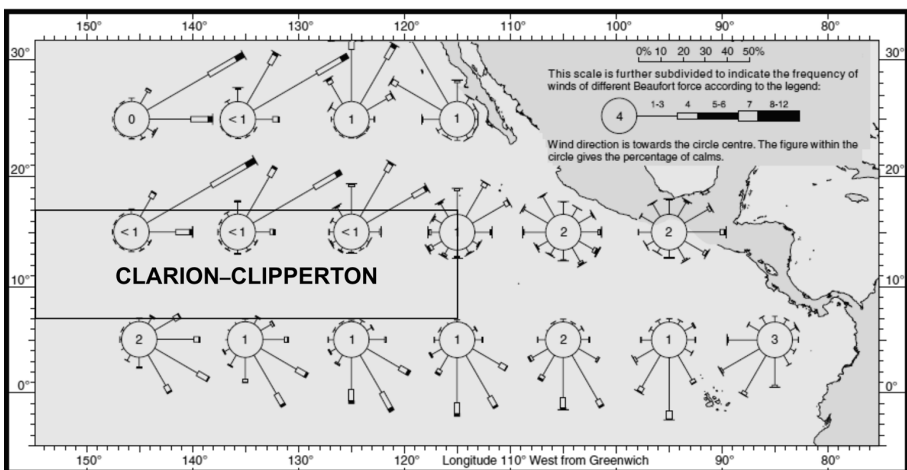 150° 140° 130° 120° 110° 100° 90° 80°
30° 30°
0% 10 20 30 40 50%
This scale is further subdivided to indicate the frequency of
winds of different Beaufort force according to the legend:
1-3 4 5-6 7 8-12
4
Wind direction is towards the circle centre. The figure within the
circle gives the percentage of calms.
0 <1 1 1
20° 20°
<1 <1 <1 1 2 2
CLARION–CLIPPERTON
10° 10°
2 1 1 1 2 1 3
0° 0°
150° 140° 130° 120° Longitude 110° West from Greenwich 90° 80°